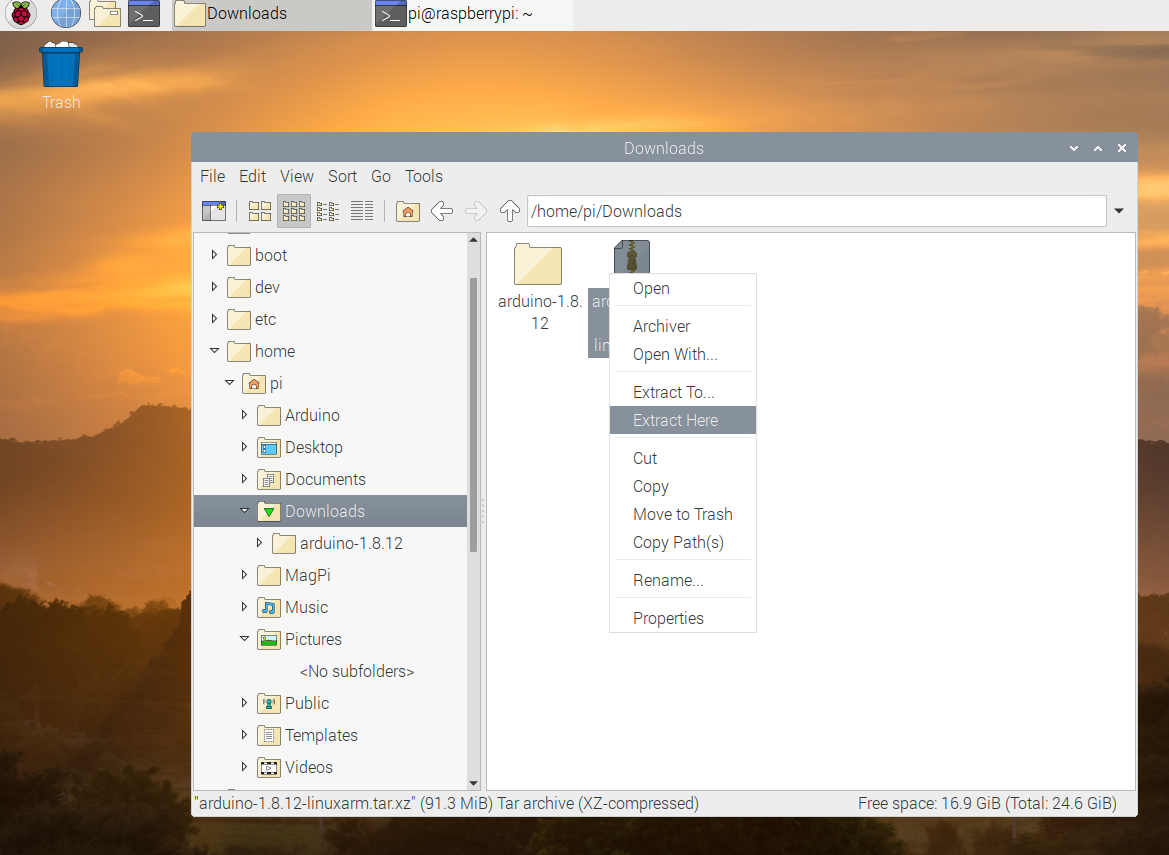 Downloads
pi@raspberrypi: ~
Trash
Downloads
File Edit View Sort Go Tools
/home/pi/Downloads
boot
dev
etc
home
pi
Arduino
Desktop
Documents
Downloads
arduino-1.8.12
MagPi
Music
Pictures
<No subfolders>
Public
Templates
Videos
arduino-1.8.
12
Open
Archiver
Open With...
Extract To...
Extract Here
Cut
Copy
Move to Trash
Copy Path(s)
Rename...
Properties
"arduino-1.8.12-linuxarm.tar.xz" (91.3 MiB) Tar archive (XZ-compressed)
Free space: 16.9 GiB (Total: 24.6 GiB)